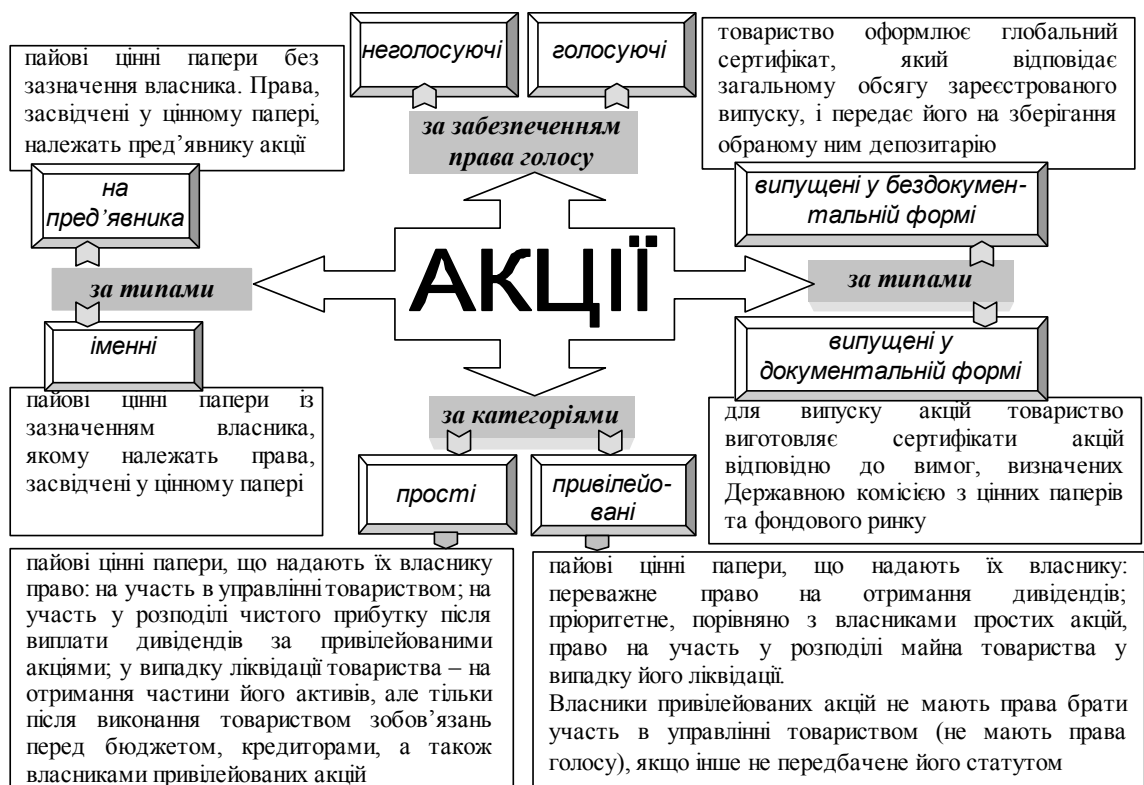 неголосуючі
голосуючі
за забезпеченням
права голосу
пайові цінні папери без
зазначення власника. Права,
засвідчені у цінному папері,
належать пред’явнику акції
на
пред’явника
за типами
іменні
пайові цінні папери із
зазначенням власника,
якому належать права,
засвідчені у цінному папері
АКЦІЇ
товариство оформлює глобальний
сертифікат, який відповідає
загальному обсягу зареєстрованого
випуску, і передає його на зберігання
обраному ним депозитарію
випущені у бездокумен-
тальній формі
за типами
випущені у
документальній формі
для випуску акцій товариство
виготовляє сертифікати акцій
відповідно до вимог, визначених
Державною комісією з цінних паперів
та фондового ринку
за категоріями
прості
привілейо-
вані
пайові цінні папери, що надають їх власнику
право: на участь в управлінні товариством; на
участь у розподілі чистого прибутку після
виплати дивідендів за привілейованими
акціями; у випадку ліквідації товариства – на
отримання частини його активів, але тільки
після виконання товариством зобов’язань
перед бюджетом, кредиторами, а також
власниками привілейованих акцій
пайові цінні папери, що надають їх власнику:
переважне право на отримання дивідендів;
пріоритетне, порівняно з власниками простих акцій,
право на участь у розподілі майна товариства у
випадку його ліквідації.
Власники привілейованих акцій не мають права брати
участь в управлінні товариством (не мають права
голосу), якщо інше не передбачене його статутом